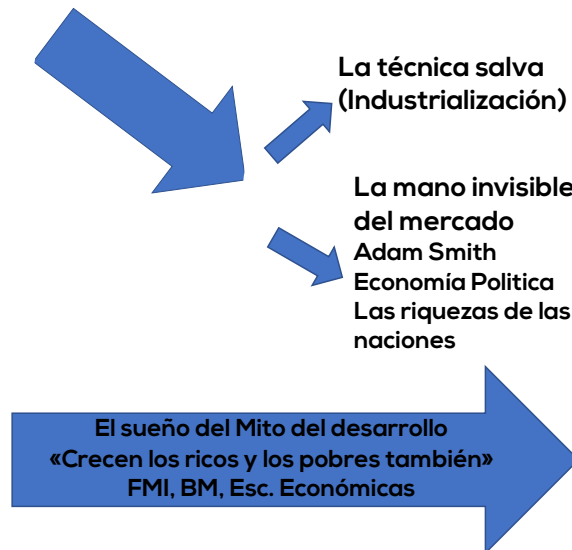 La técnica salva
(Industrialización)
La mano invisible
del mercado
Adam Smith
Economía Politica
Las riquezas de las
naciones
El sueño del Mito del desarrollo
«Crecen los ricos y los pobres también»
FMI, BM, Esc. Económicas